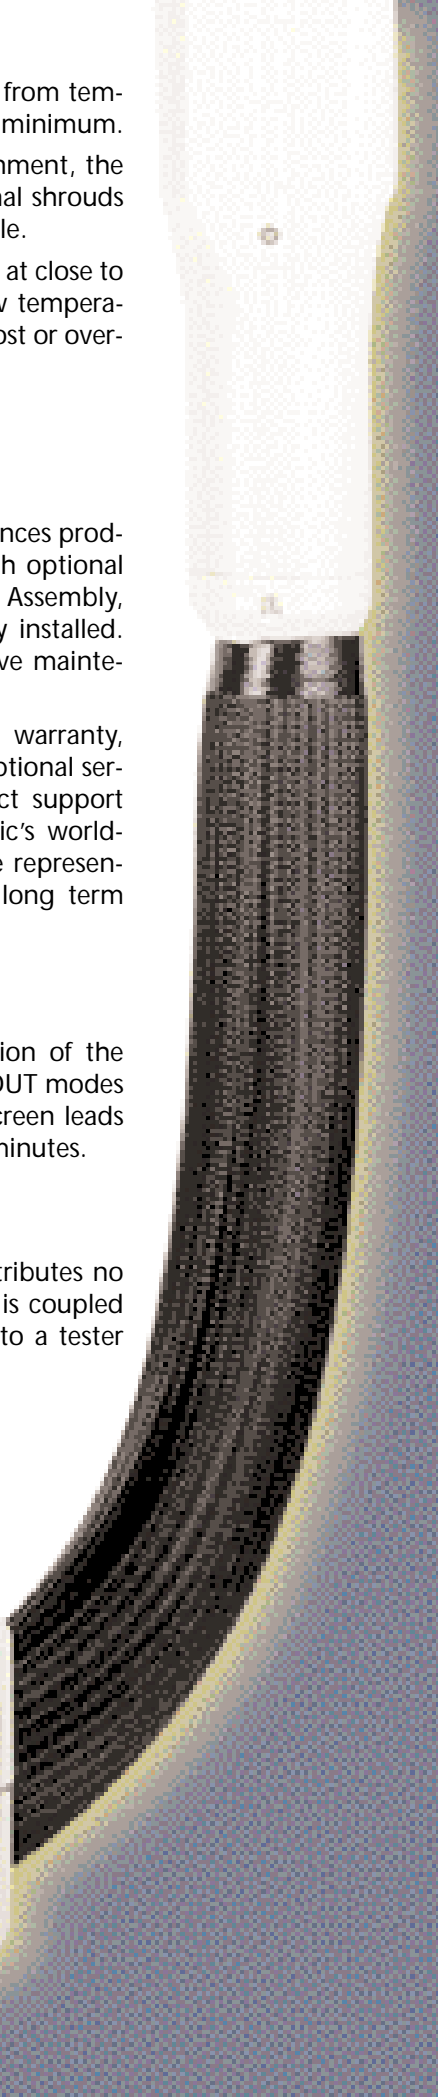 from tem-
minimum.
nment, the
nal shrouds
le.
at close to
w tempera-
ost or over-
nces prod-
h optional
Assembly,
y installed.
ve mainte-
warranty,
ptional ser-
ct support
ic's world-
e represen-
long term
ion of the
OUT modes
creen leads
minutes.
tributes no
is coupled
to a tester